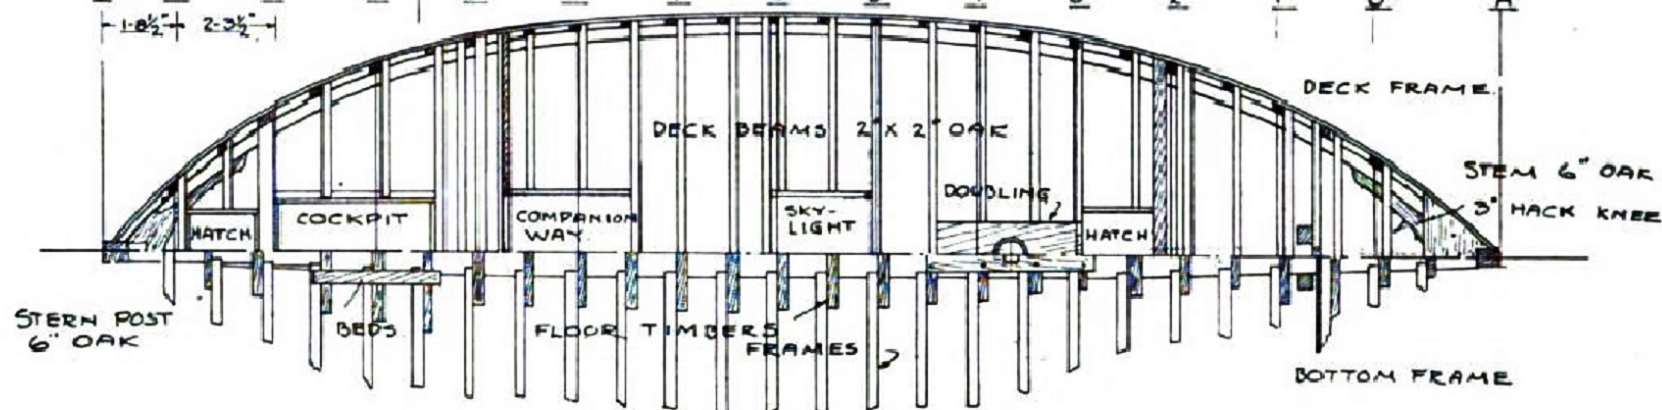 1-8½"
2-3½"
DECK FRAME
DECK BEAMS 2" X 2" OAK
STEM 6" OAK
3" HACK KNEE
DOUBLING
HATCH
COCKPIT
COMPANION
WAY
SKY-
LIGHT
HATCH
STERN POST
6" OAK
BEDS
FLOOR TIMBERS
FRAMES
BOTTOM FRAME